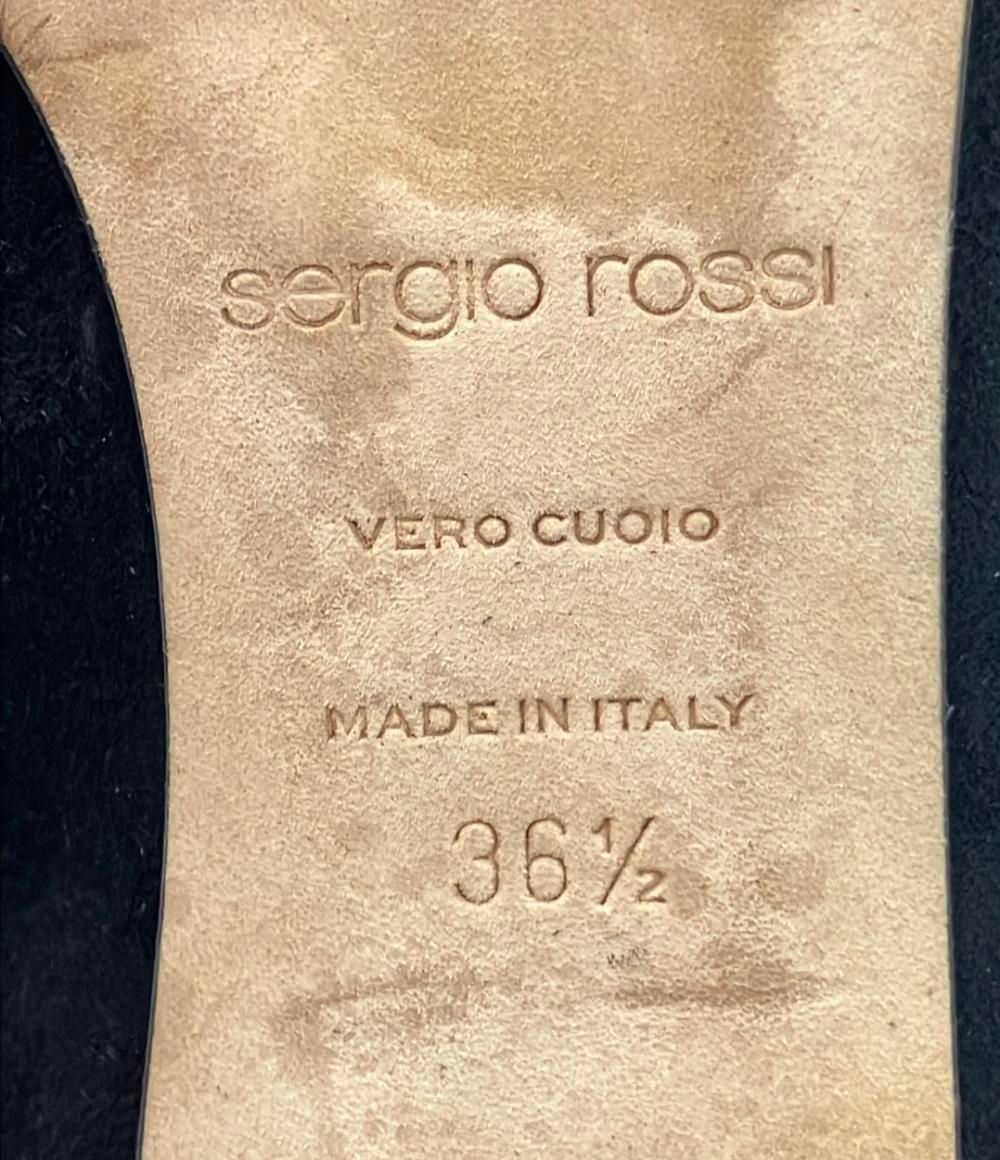 sergio rossi
VERO CUOIO
MADE IN ITALY
36½